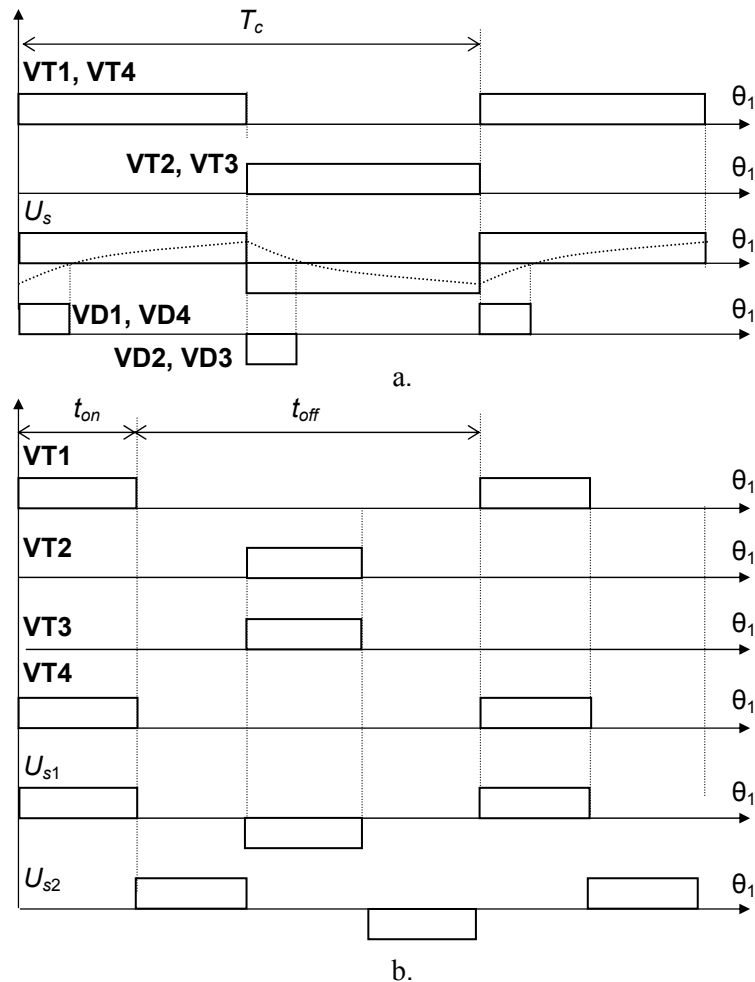 T_c
VT1, VT4
θ₁
VT2, VT3
θ₁
U_s
θ₁
VD1, VD4
θ₁
VD2, VD3
a.
t_on
t_off
VT1
θ₁
VT2
θ₁
VT3
θ₁
VT4
θ₁
U_s1
θ₁
U_s2
θ₁
b.